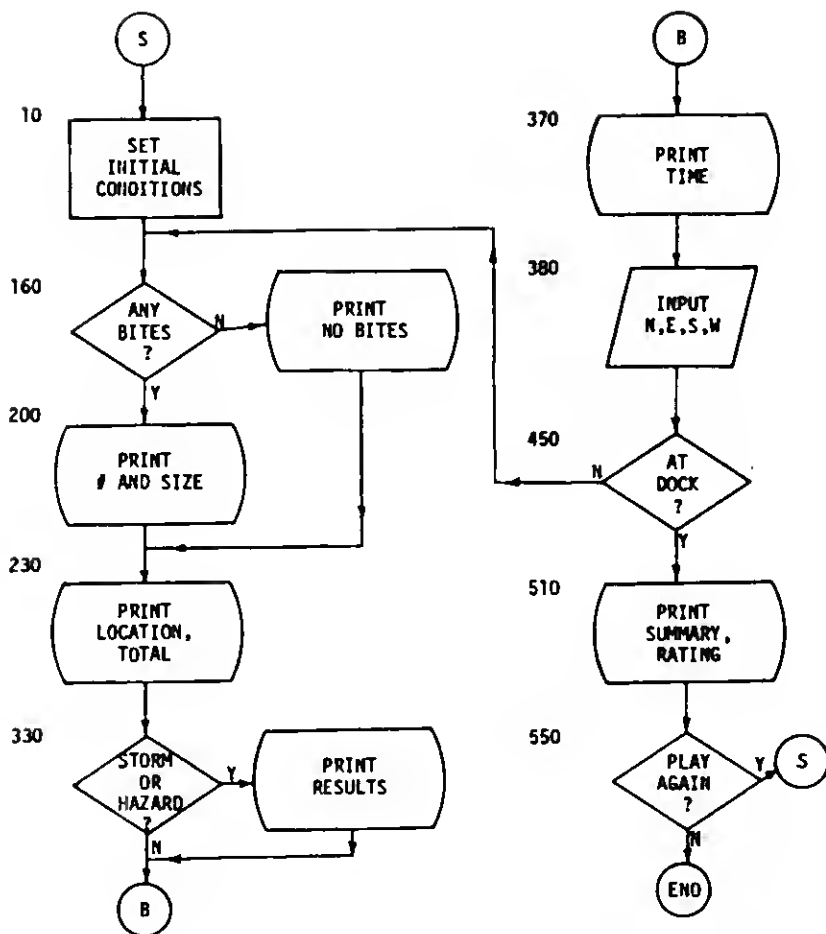 S
10
SET
INITIAL
CONDITIONS
160
ANY
BITES
?
N
PRINT
NO BITES
Y
200
PRINT
# AND SIZE
230
PRINT
LOCATION,
TOTAL
330
STORM
OR
HAZARD
?
Y
PRINT
RESULTS
N
B
B
370
PRINT
TIME
380
INPUT
N,E,S,W
450
AT
DOCK
?
N
Y
510
PRINT
SUMMARY,
RATING
550
PLAY
AGAIN
?
Y
S
N
END